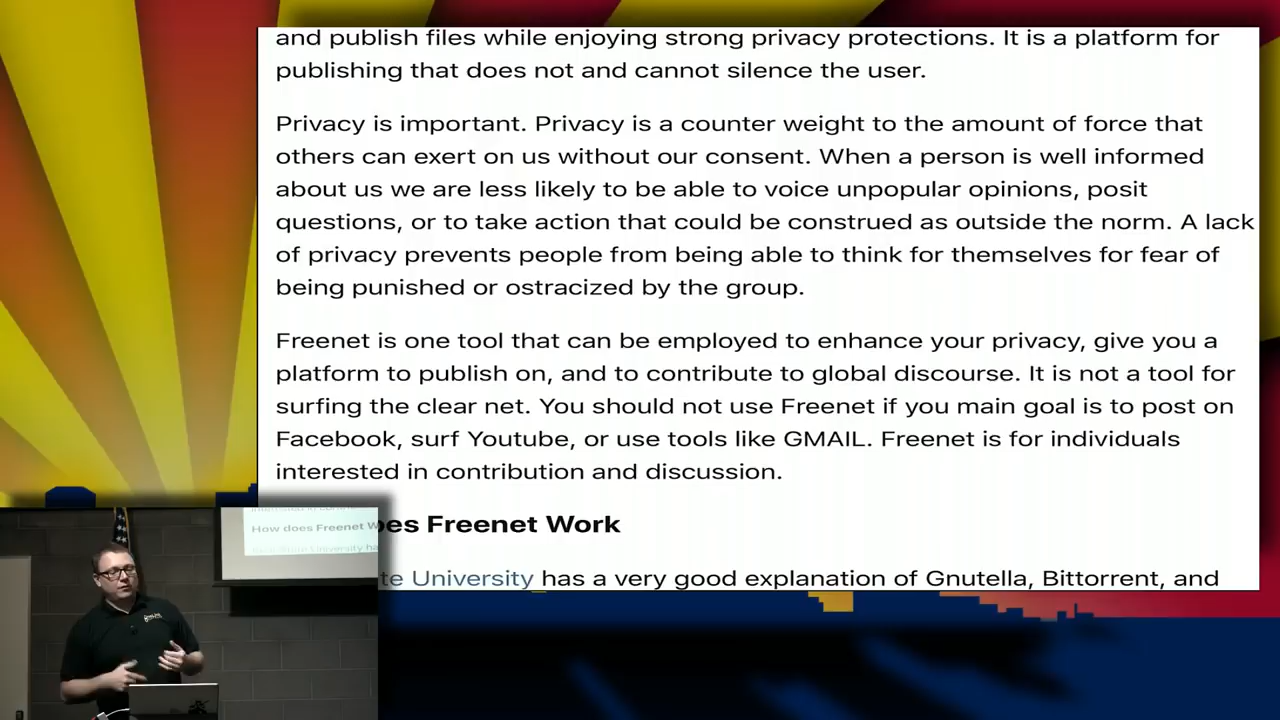 and publish files while enjoying strong privacy protections. It is a platform for
publishing that does not and cannot silence the user.
Privacy is important. Privacy is a counter weight to the amount of force that
others can exert on us without our consent. When a person is well informed
about us we are less likely to be able to voice unpopular opinions, posit
questions, or to take action that could be construed as outside the norm. A lack
of privacy prevents people from being able to think for themselves for fear of
being punished or ostracized by the group.
Freenet is one tool that can be employed to enhance your privacy, give you a
platform to publish on, and to contribute to global discourse. It is not a tool for
surfing the clear net. You should not use Freenet if you main goal is to post on
Facebook, surf Youtube, or use tools like GMAIL. Freenet is for individuals
interested in contribution and discussion.
es Freenet Work
te University has a very good explanation of Gnutella, Bittorrent, and
How does Freenet W